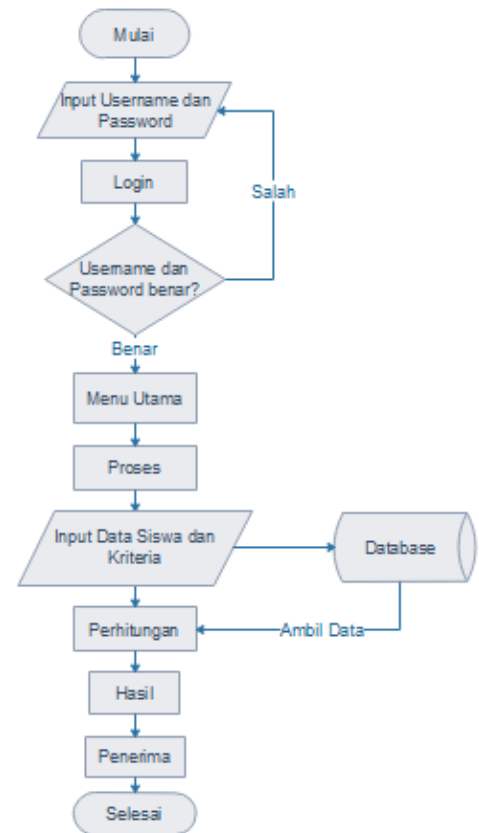 Mulai
Input Username dan
Password
Login
Salah
Username dan
Password benar?
Benar
Menu Utama
Proses
Input Data Siswa dan
Kriteria
Database
Perhitungan
Ambil Data
Hasil
Penerima
Selesai